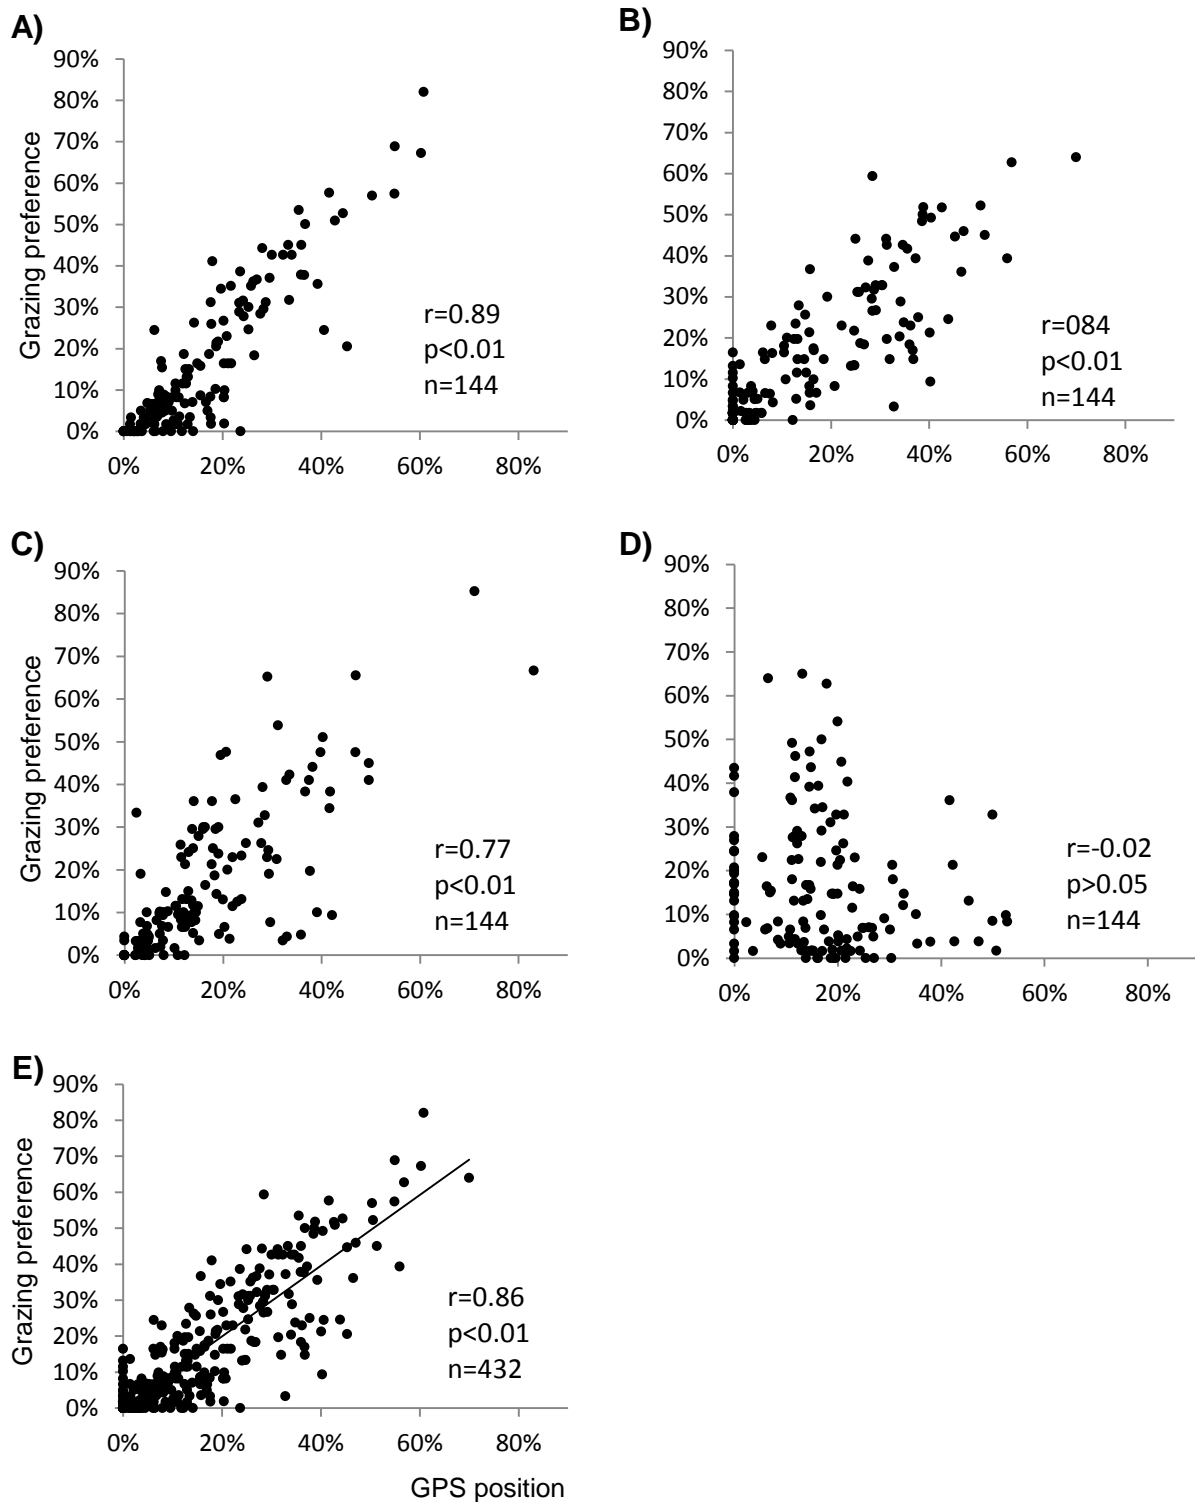 A)
90%
80%
70%
60%
50%
40%
30%
20%
10%
0%
Grazing preference
r=0.89
p<0.01
n=144
0% 20% 40% 60% 80%
B)
90%
80%
70%
60%
50%
40%
30%
20%
10%
0%
r=084
p<0.01
n=144
0% 20% 40% 60% 80%
C)
90%
80%
70%
60%
50%
40%
30%
20%
10%
0%
Grazing preference
r=0.77
p<0.01
n=144
0% 20% 40% 60% 80%
D)
90%
80%
70%
60%
50%
40%
30%
20%
10%
0%
r=-0.02
p>0.05
n=144
0% 20% 40% 60% 80%
E)
90%
80%
70%
60%
50%
40%
30%
20%
10%
0%
Grazing preference
r=0.86
p<0.01
n=432
0% 20% 40% 60% 80%
GPS position